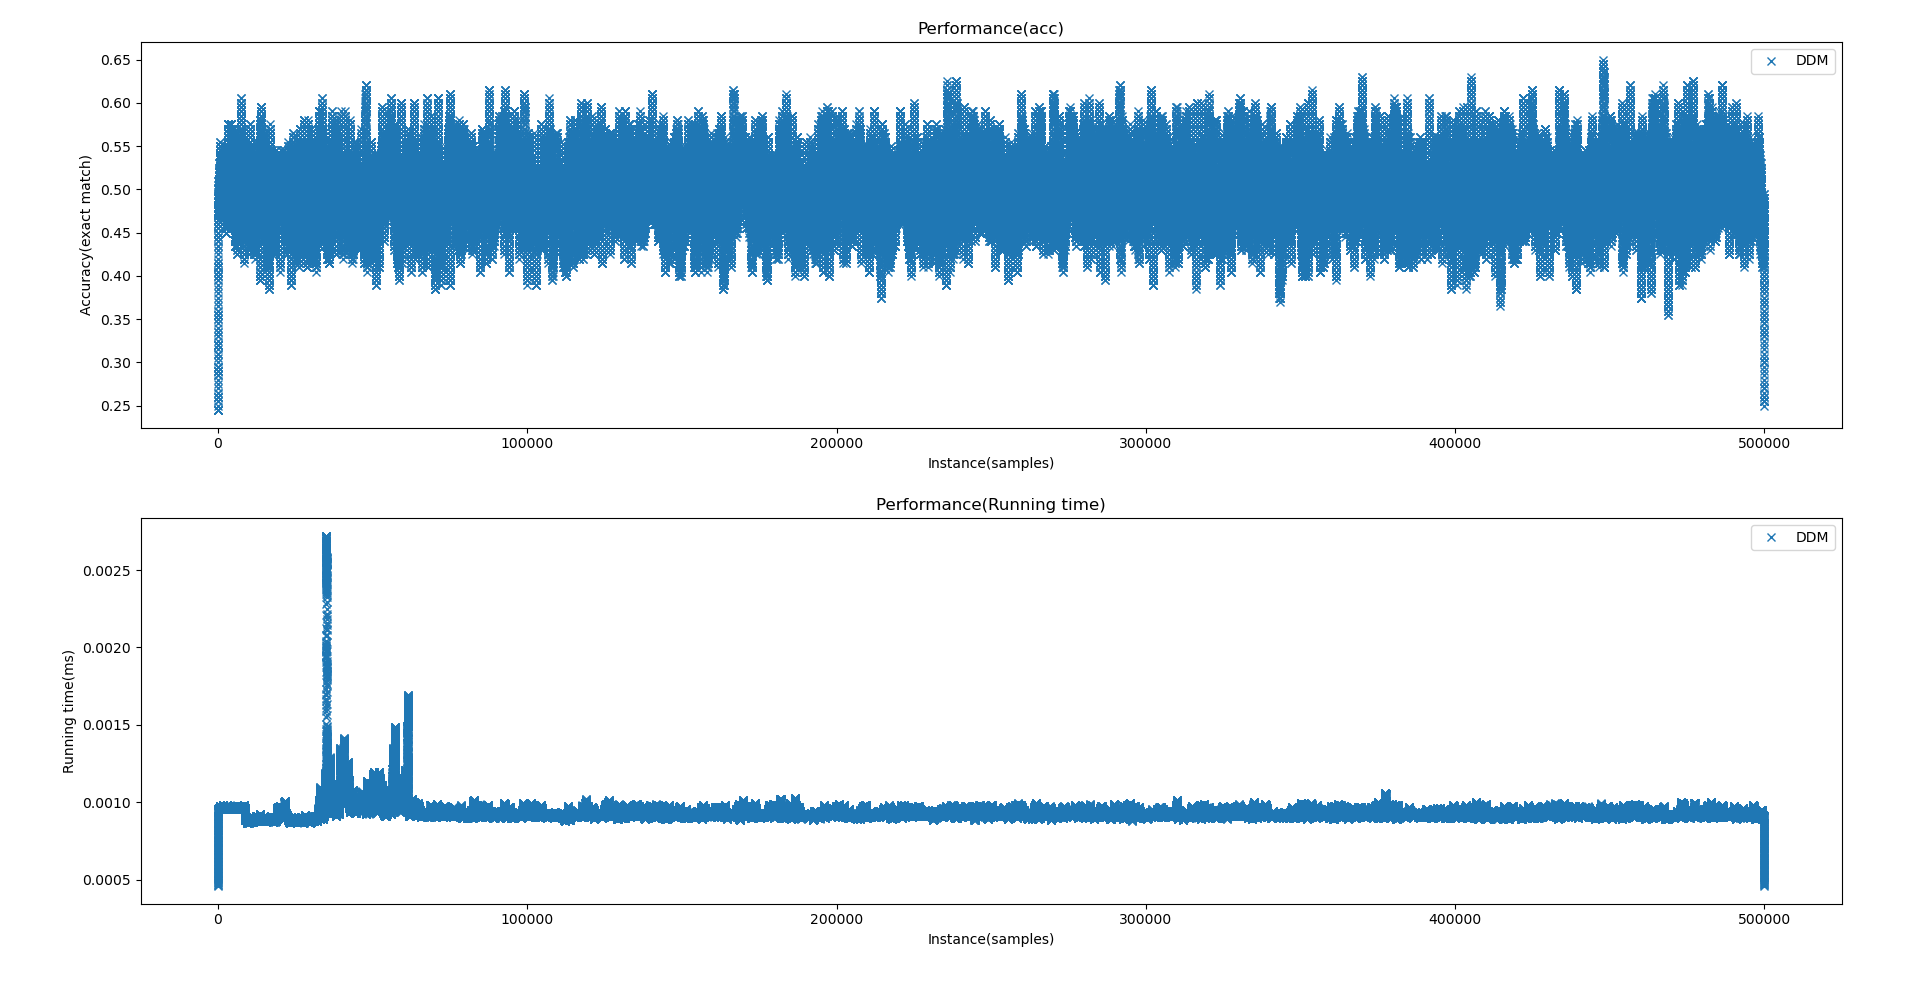 Performance(acc)
DDM
0.65
0.60
0.55
0.50
0.45
0.40
0.35
0.30
0.25
Accuracy(exact match)
0 100000 200000 300000 400000 500000
Instance(samples)
Performance(Running time)
DDM
0.0025
0.0020
0.0015
0.0010
0.0005
Running time(ms)
0 100000 200000 300000 400000 500000
Instance(samples)